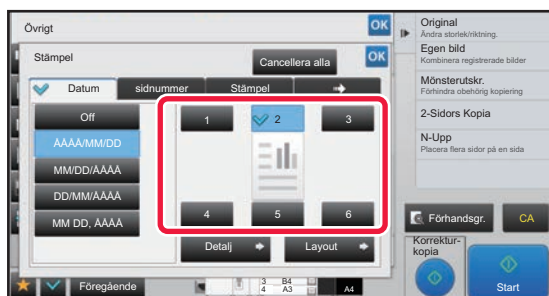 Övrigt
OK
Stämpel
Cancellera alla
OK
Datum
sidnummer
Stämpel
Off
ÅÅÅÅ/MM/DD
MM/DD/ÅÅÅÅ
DD/MM/ÅÅÅÅ
MM DD, ÅÅÅÅ
1
2
3
4
5
6
Detalj
Layout
Föregående
3 B4
4 A3
A4
Original
Ändra storlek/riktning.
Egen bild
Kombinera registrerade bilder
Mönsterutskr.
Förhindra obehörig kopiering
2-Sidors Kopia
N-Upp
Placera flera sidor på en sida
Förhandsgr.
CA
Korrektur-
kopia
Start